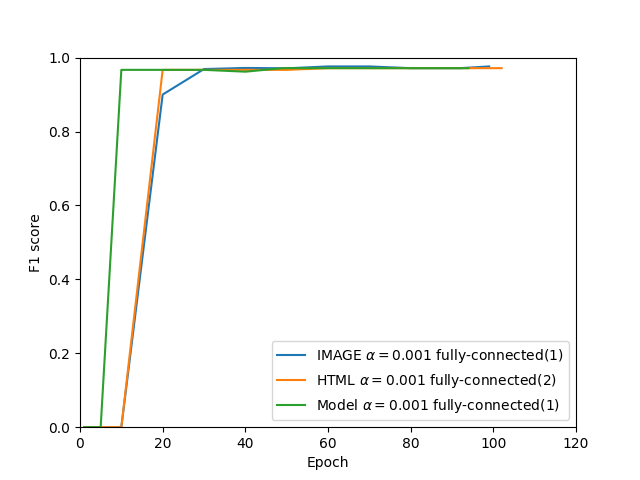 1.0
0.8
0.6
0.4
0.2
0.0
F1 score
0 20 40 60 80 100 120
Epoch
IMAGE α = 0.001 fully-connected(1)
HTML α = 0.001 fully-connected(2)
Model α = 0.001 fully-connected(1)